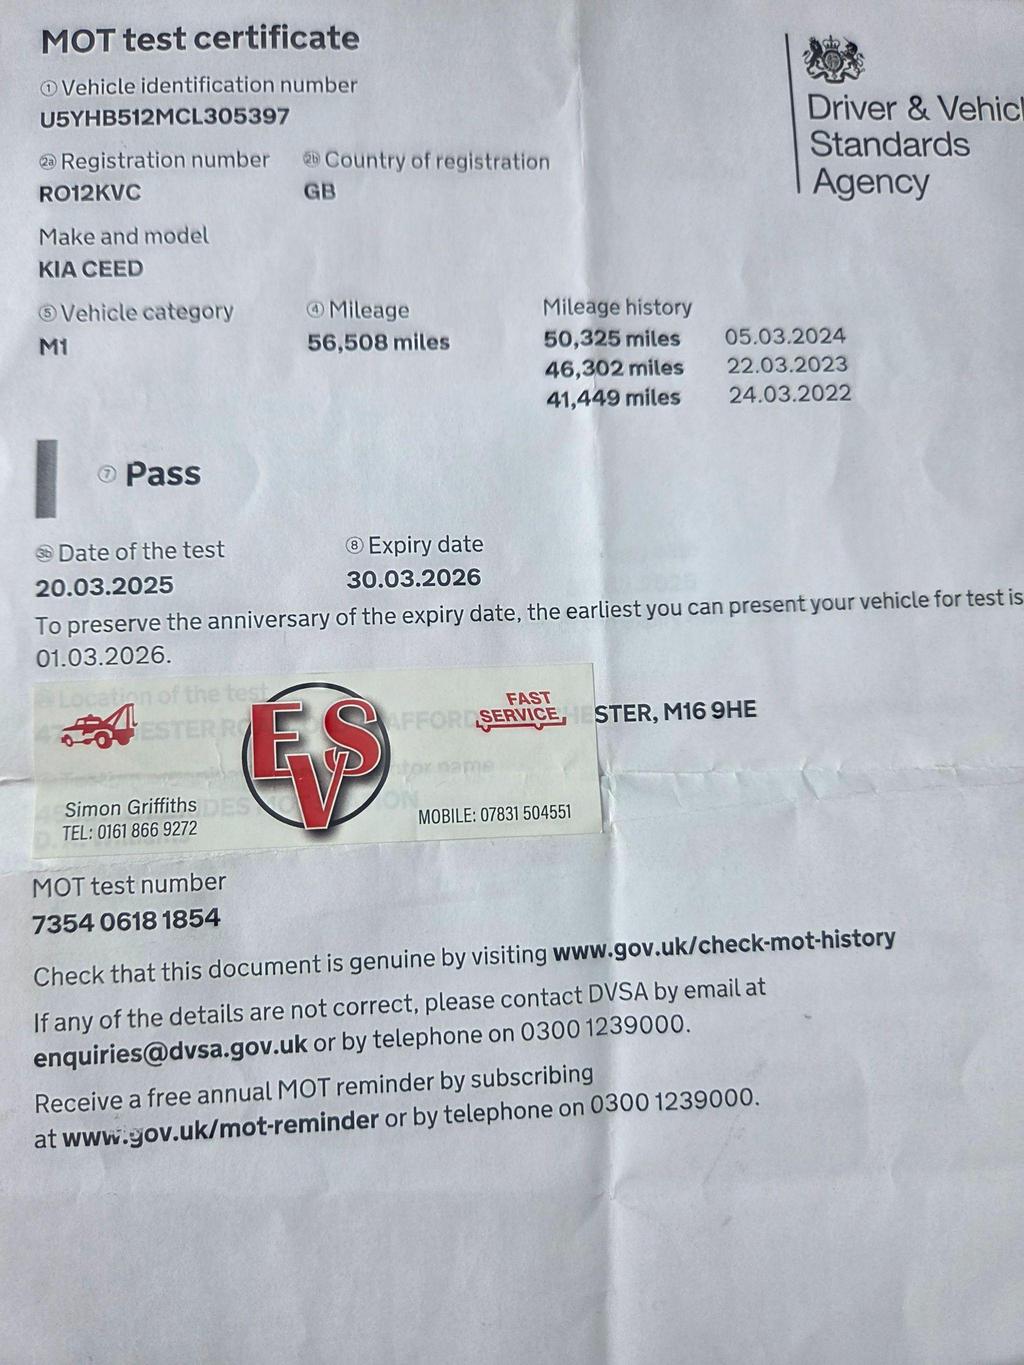 MOT test certificate
① Vehicle identification number
U5YHB512MCL305397
2a Registration number 2b Country of registration
RO12KVC GB
Make and model
KIA CEED
⑤ Vehicle category ④ Mileage Mileage history
M1 56,508 miles 50,325 miles 05.03.2024
46,302 miles 22.03.2023
41,449 miles 24.03.2022
Driver & Vehicl
Standards
Agency
⑦ Pass
3b Date of the test ⑧ Expiry date
20.03.2025 30.03.2026
To preserve the anniversary of the expiry date, the earliest you can present your vehicle for test is
01.03.2026.
Location of the test
STER, M16 9HE
FAST
SERVICE
EVS
Simon Griffiths
TEL: 0161 866 9272
MOBILE: 07831 504551
MOT test number
7354 0618 1854
Check that this document is genuine by visiting www.gov.uk/check-mot-history
If any of the details are not correct, please contact DVSA by email at
enquiries@dvsa.gov.uk or by telephone on 0300 1239000.
Receive a free annual MOT reminder by subscribing
at www.gov.uk/mot-reminder or by telephone on 0300 1239000.